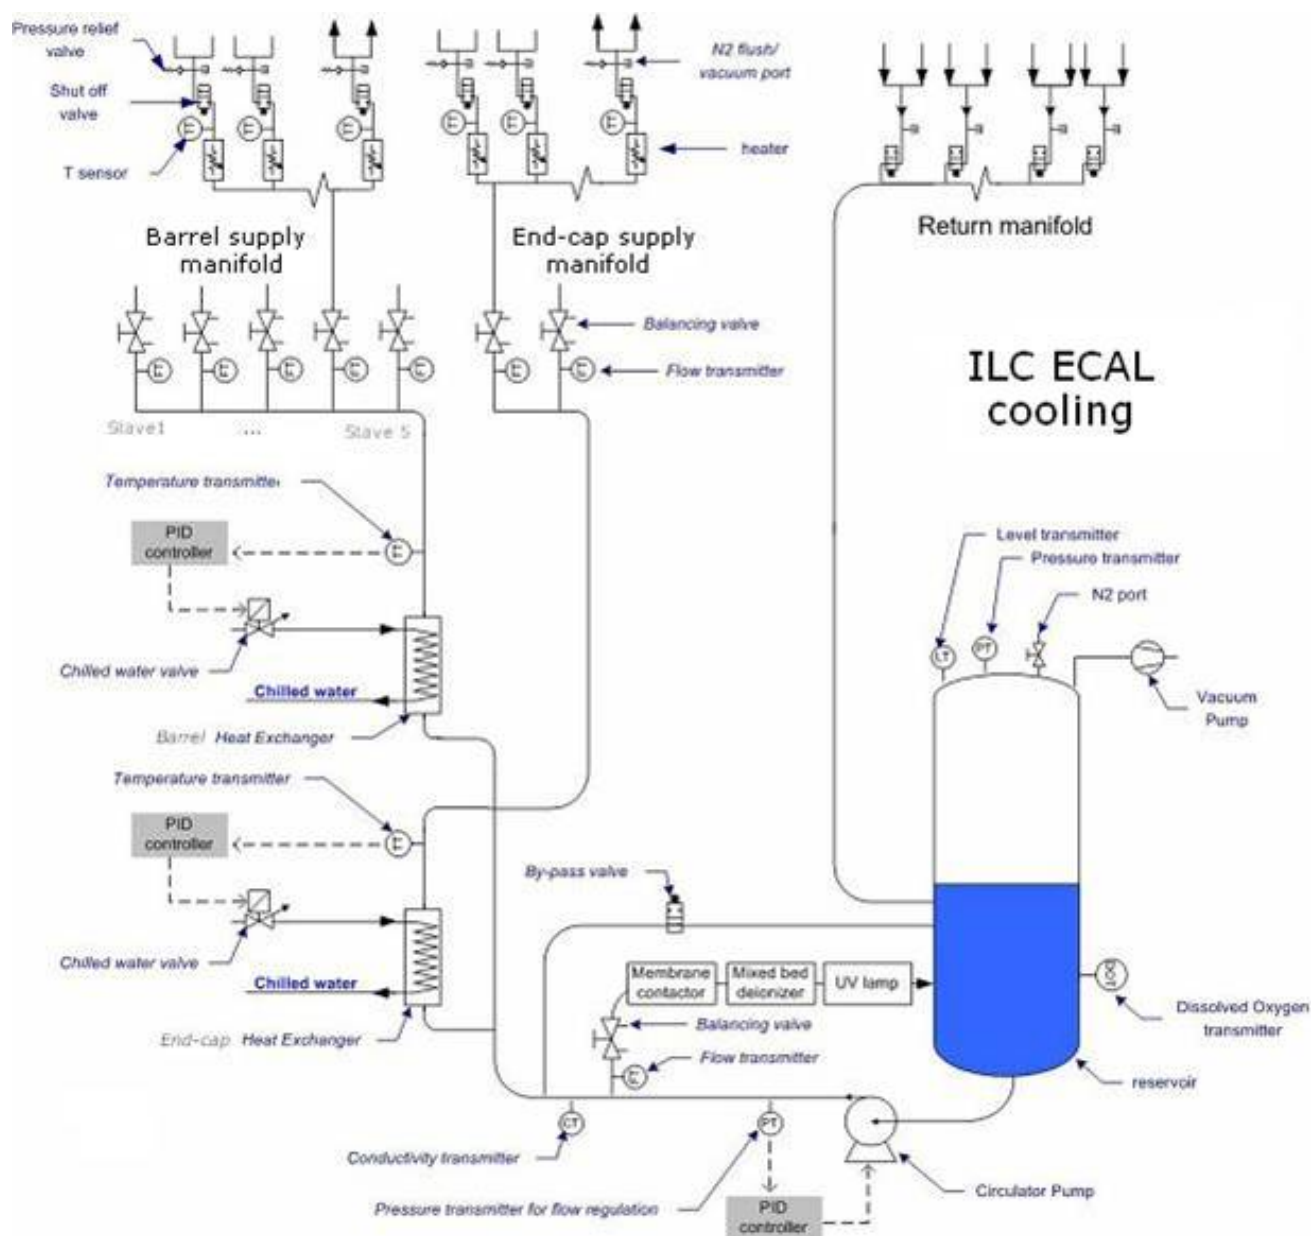 Pressure relief
valve
Shut off
valve
T sensor
N2 flush/
vacuum port
heater
Barrel supply
manifold
End-cap supply
manifold
Return manifold
Balancing valve
Flow transmitter
ILC ECAL
cooling
Stave1
...
Stave 5
Temperature transmitter
PID
controller
Chilled water valve
Chilled water
Barrel Heat Exchanger
Level transmitter
Pressure transmitter
N2 port
LT
PT
Vacuum
Pump
Temperature transmitter
PID
controller
Chilled water valve
Chilled water
End-cap Heat Exchanger
By-pass valve
Membrane
contactor
Mixed bed
deionizer
UV lamp
Balancing valve
Flow transmitter
DOT
Dissolved Oxygen
transmitter
reservoir
CT
PT
Conductivity transmitter
Pressure transmitter for flow regulation
PID
controller
Circulator Pump